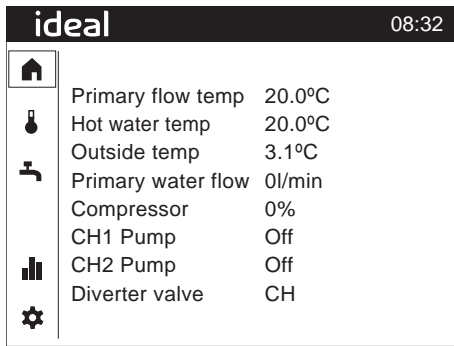 ideal 08:32
Primary flow temp 20.0ºC
Hot water temp 20.0ºC
Outside temp 3.1ºC
Primary water flow 0l/min
Compressor 0%
CH1 Pump Off
CH2 Pump Off
Diverter valve CH